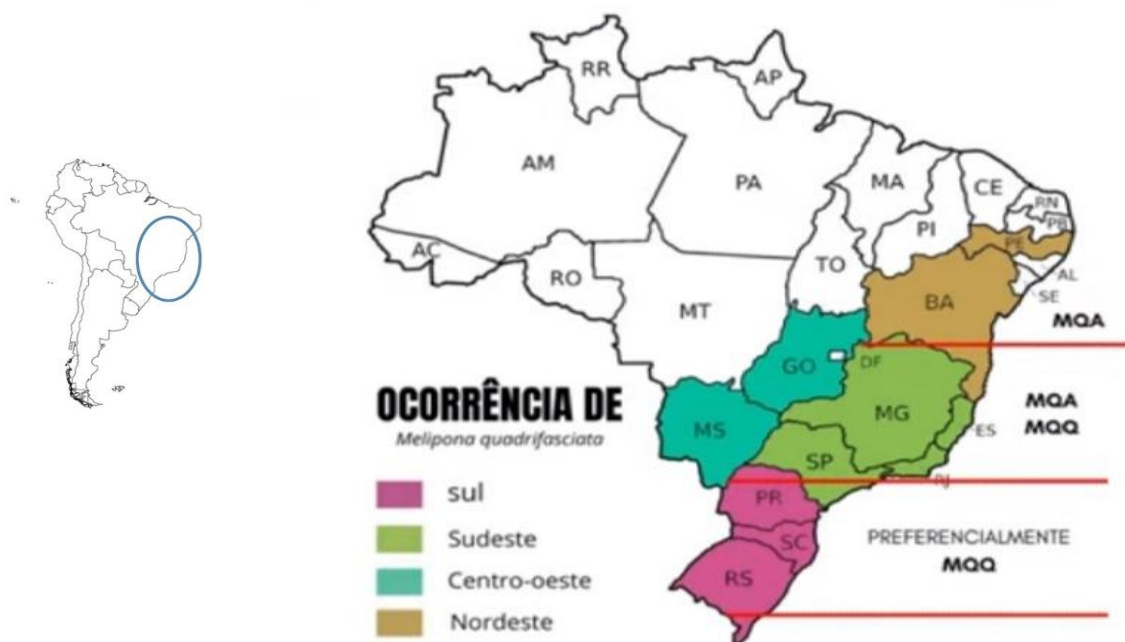 RR
AP
AM
PA
MA
CE
RN
PB
PI
PE
AC
TO
AL
RO
SE
BA
MT
MQA
GO
DF
OCORRÊNCIA DE
Melipona quadrifasciata
MS
MG
ES
MQA
MQQ
SP
RJ
sul
PR
Sudeste
SC
PREFERENCIALMENTE
MQQ
Centro-oeste
RS
Nordeste